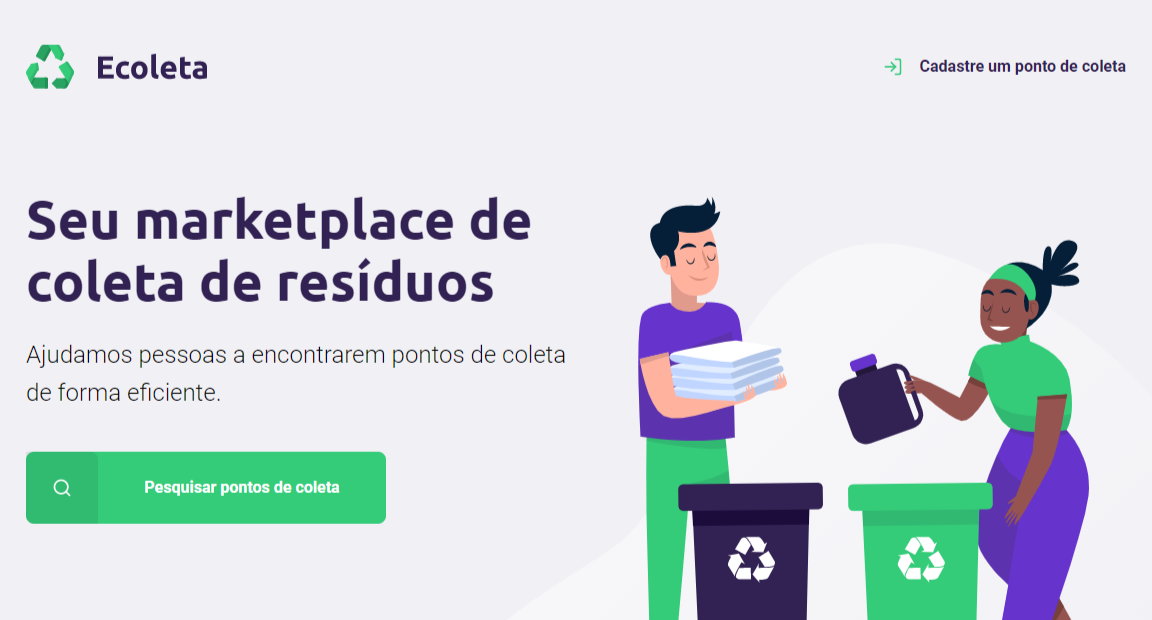 Ecoleta
Cadastre um ponto de coleta
Seu marketplace de
coleta de resíduos
Ajudamos pessoas a encontrarem pontos de coleta
de forma eficiente.
Pesquisar pontos de coleta